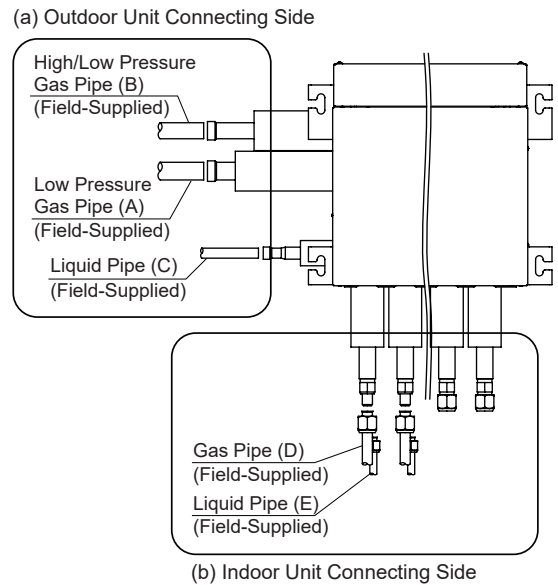 (a) Outdoor Unit Connecting Side
High/Low Pressure
Gas Pipe (B)
(Field-Supplied)
Low Pressure
Gas Pipe (A)
(Field-Supplied)
Liquid Pipe (C)
(Field-Supplied)
Gas Pipe (D)
(Field-Supplied)
Liquid Pipe (E)
(Field-Supplied)
(b) Indoor Unit Connecting Side